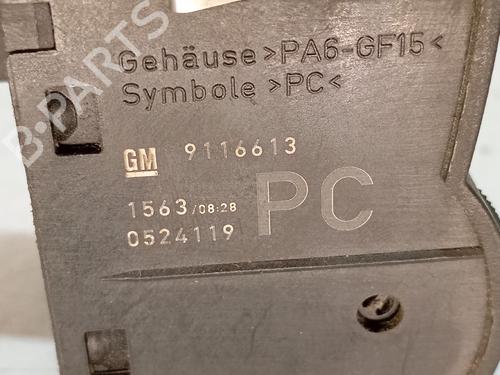 Gehäuse >PA6-GF15<
Symbole >PC<
GM 9116613
1563/08:28
0524119 PC
B-PARTS